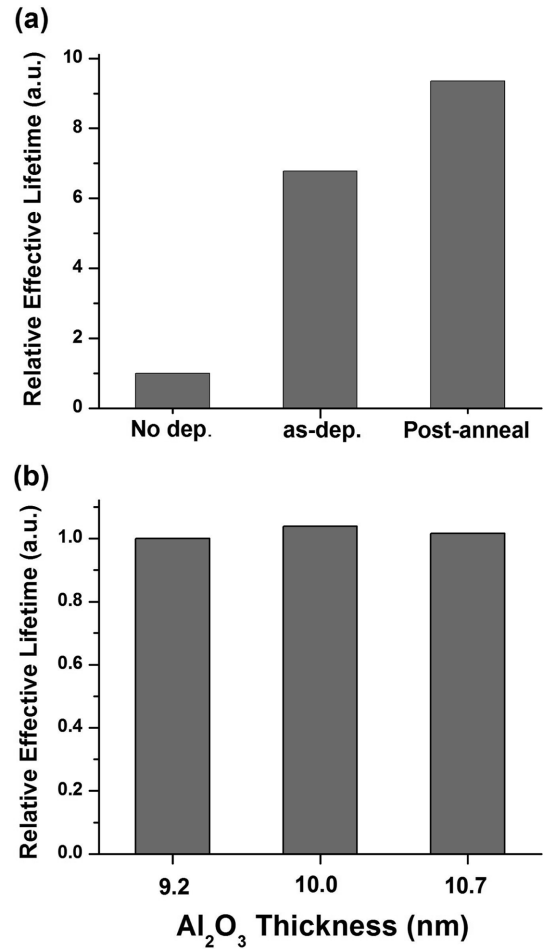 (a)
Relative Effective Lifetime (a.u.)
10
8
6
4
2
0
No dep.
as-dep.
Post-anneal
(b)
Relative Effective Lifetime (a.u.)
1.0
0.8
0.6
0.4
0.2
0.0
9.2
10.0
10.7
Al₂O₃ Thickness (nm)